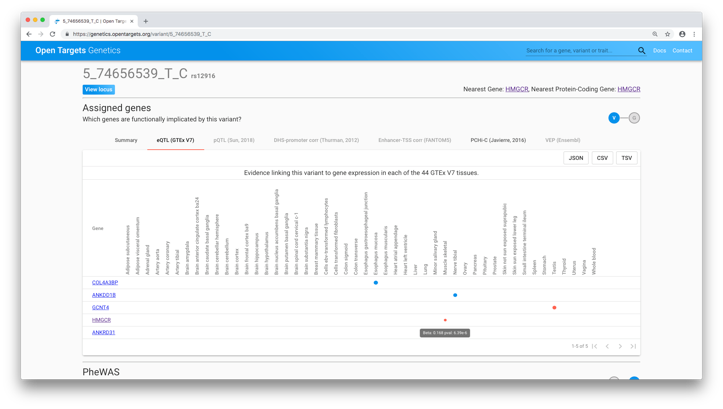 5_74656539_T_C | Open Targ
https://genetics.opentargets.org/variant/5_74656539_T_C
Open Targets Genetics
Search for a gene, variant or trait...
Docs
Contact
5_74656539_T_C rs12916
View locus
Nearest Gene: HMGCR, Nearest Protein-Coding Gene: HMGCR
Assigned genes
Which genes are functionally implicated by this variant?
V
G
Summary
eQTL (GTEx V7)
pQTL (Sun, 2018)
DHS-promoter corr (Thurman, 2012)
Enhancer-TSS corr (FANTOM5)
PCHi-C (Javierre, 2016)
VEP (Ensembl)
JSON
CSV
TSV
Evidence linking this variant to gene expression in each of the 44 GTEx V7 tissues.
Gene
Adipose subcutaneous
Adipose visceral omentum
Adrenal gland
Artery aorta
Artery coronary
Artery tibial
Brain amygdala
Brain anterior cingulate cortex ba24
Brain caudate basal ganglia
Brain cerebellar hemisphere
Brain cerebellum
Brain cortex
Brain frontal cortex ba9
Brain hippocampus
Brain hypothalamus
Brain nucleus accumbens basal ganglia
Brain putamen basal ganglia
Brain spinal cord cervical c-1
Brain substantia nigra
Breast mammary tissue
Cells ebv-transformed lymphocytes
Cells transformed fibroblasts
Colon sigmoid
Colon transverse
Esophagus gastroesophageal junction
Esophagus mucosa
Esophagus muscularis
Heart atrial appendage
Heart left ventricle
Liver
Lung
Minor salivary gland
Muscle skeletal
Nerve tibial
Ovary
Pancreas
Pituitary
Prostate
Skin not sun exposed suprapubic
Skin sun exposed lower leg
Small intestine terminal ileum
Spleen
Stomach
Testis
Thyroid
Uterus
Vagina
Whole blood
COL4A3BP
ANKDD1B
GCNT4
HMGCR
ANKRD31
1-5 of 5
PheWAS